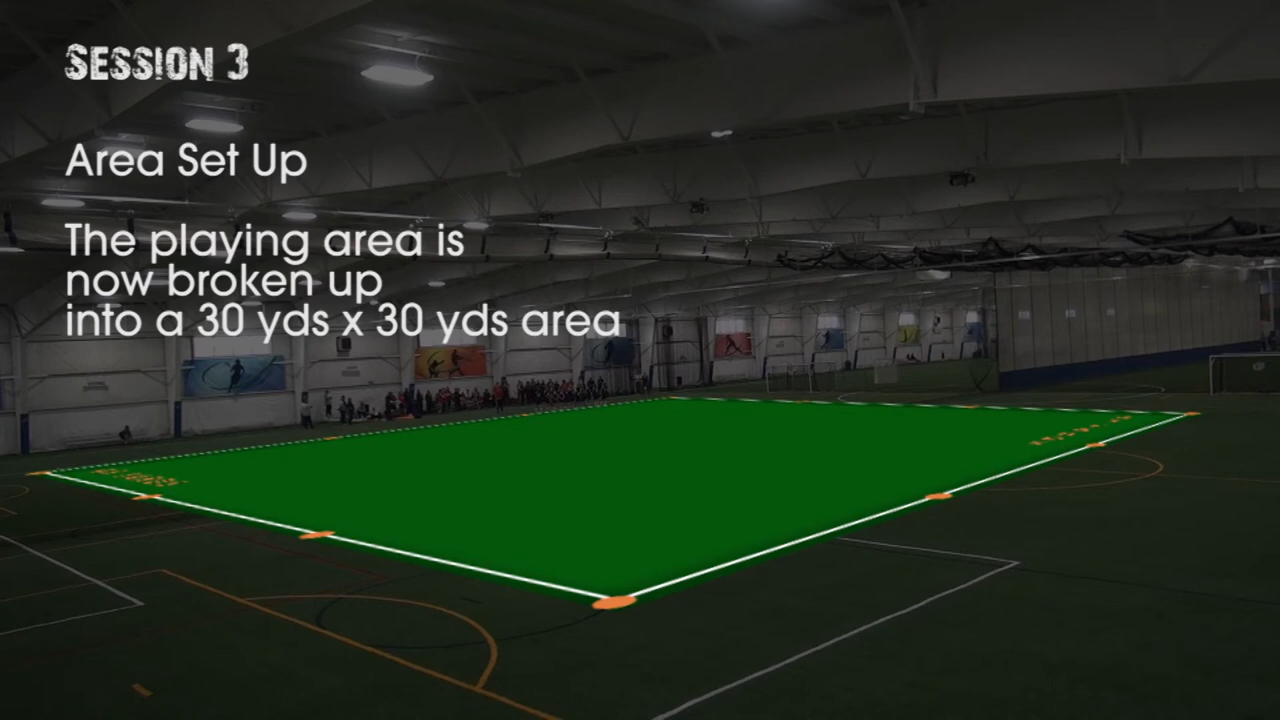 SESSION 3
Area Set Up
The playing area is
now broken up
into a 30 yds x 30 yds area